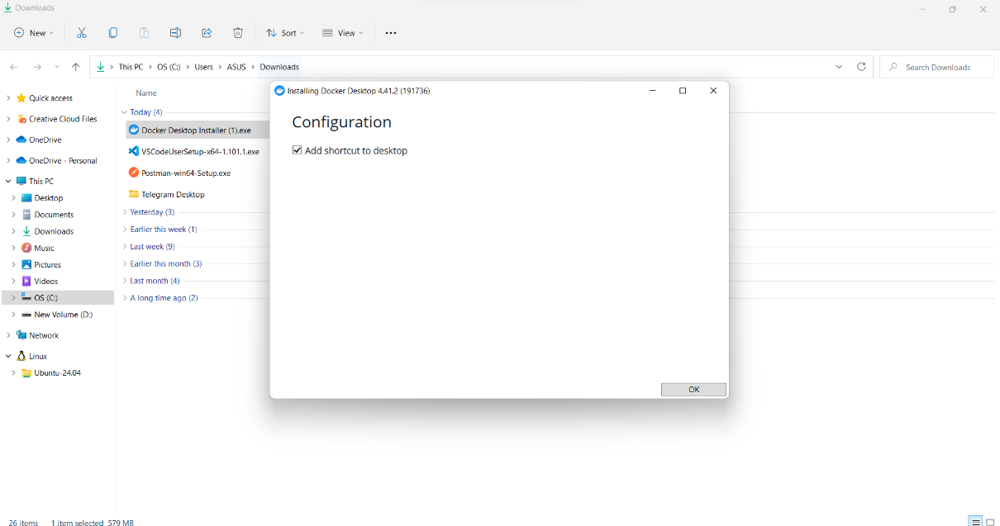 Downloads
New
Sort
View
This PC > OS (C:) > Users > ASUS > Downloads
Search Downloads
Quick access
Creative Cloud Files
OneDrive
OneDrive - Personal
This PC
Desktop
Documents
Downloads
Music
Pictures
Videos
OS (C:)
New Volume (D:)
Network
Linux
Ubuntu-24.04
Name
Today (4)
Docker Desktop Installer (1).exe
VSCodeUserSetup-x64-1.101.1.exe
Postman-win64-Setup.exe
Telegram Desktop
Yesterday (3)
Earlier this week (1)
Last week (9)
Earlier this month (3)
Last month (4)
A long time ago (2)
Installing Docker Desktop 4.41.2 (191736)
Configuration
Add shortcut to desktop
OK
26 items 1 item selected 579 MB